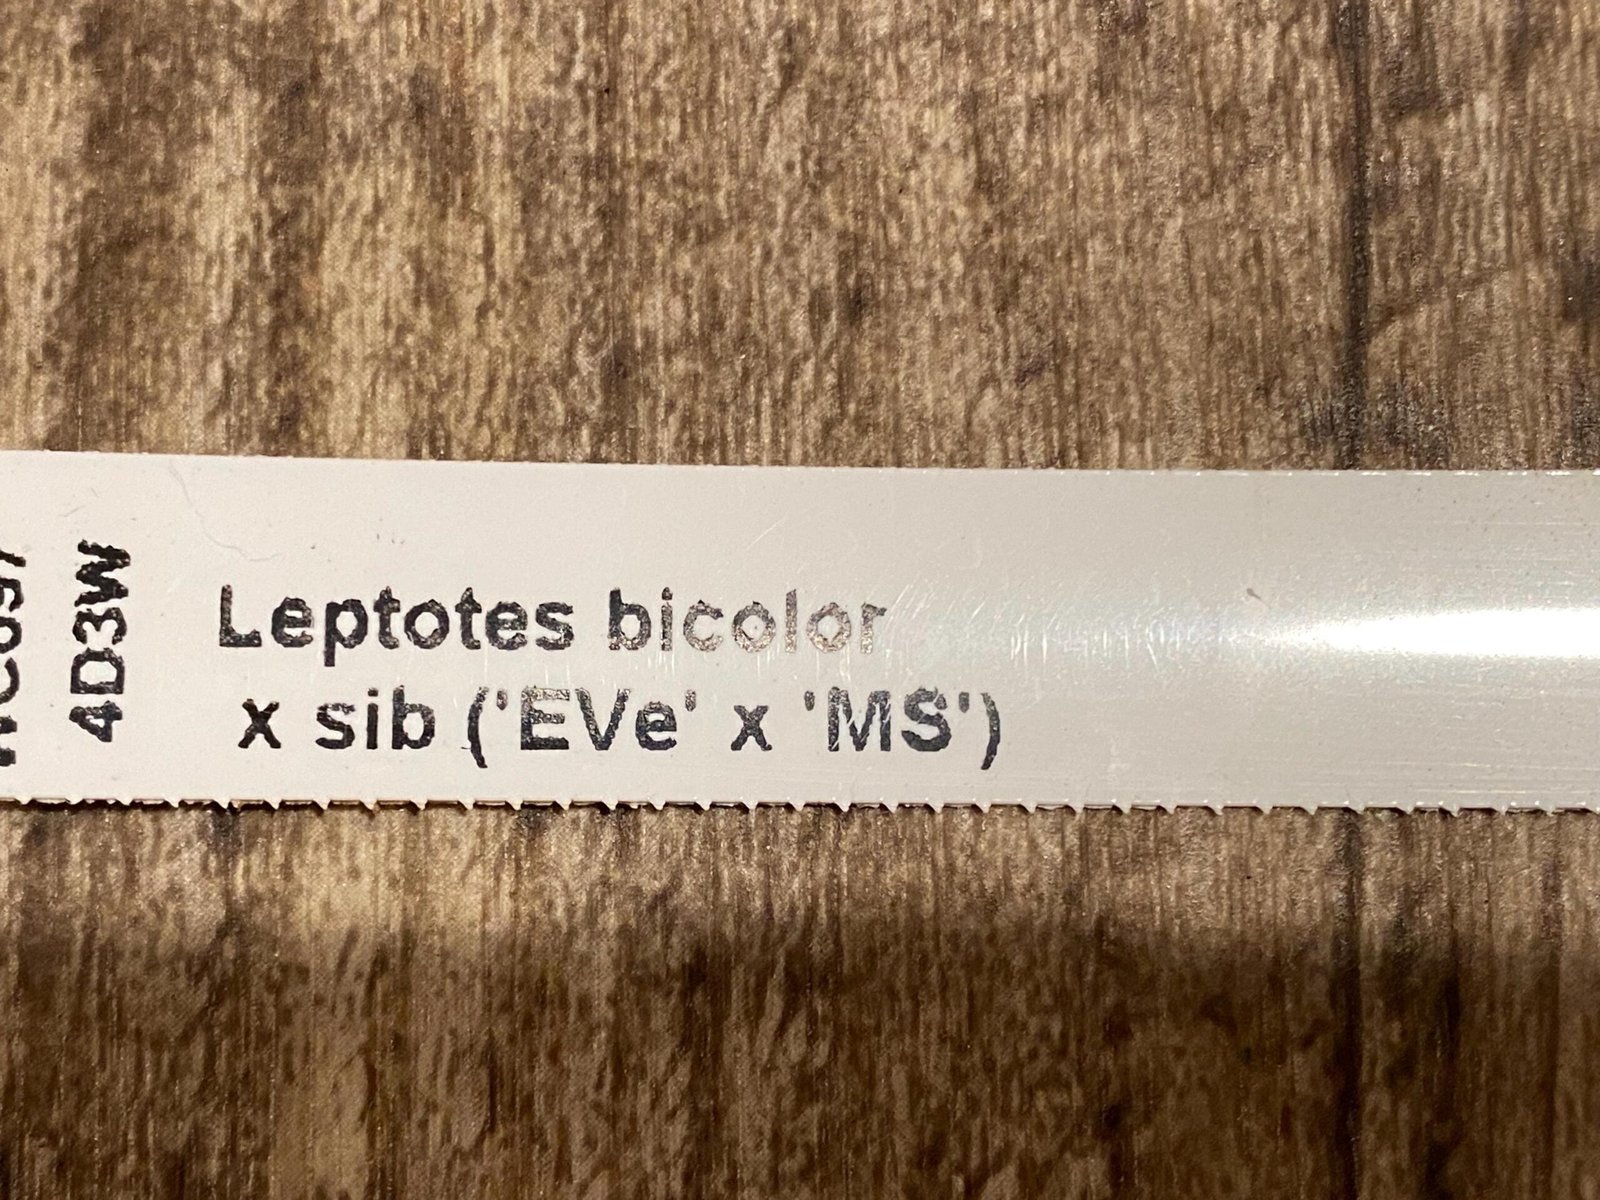 4D3W
Leptotes bicolor
x sib ('EVe' x 'MS')